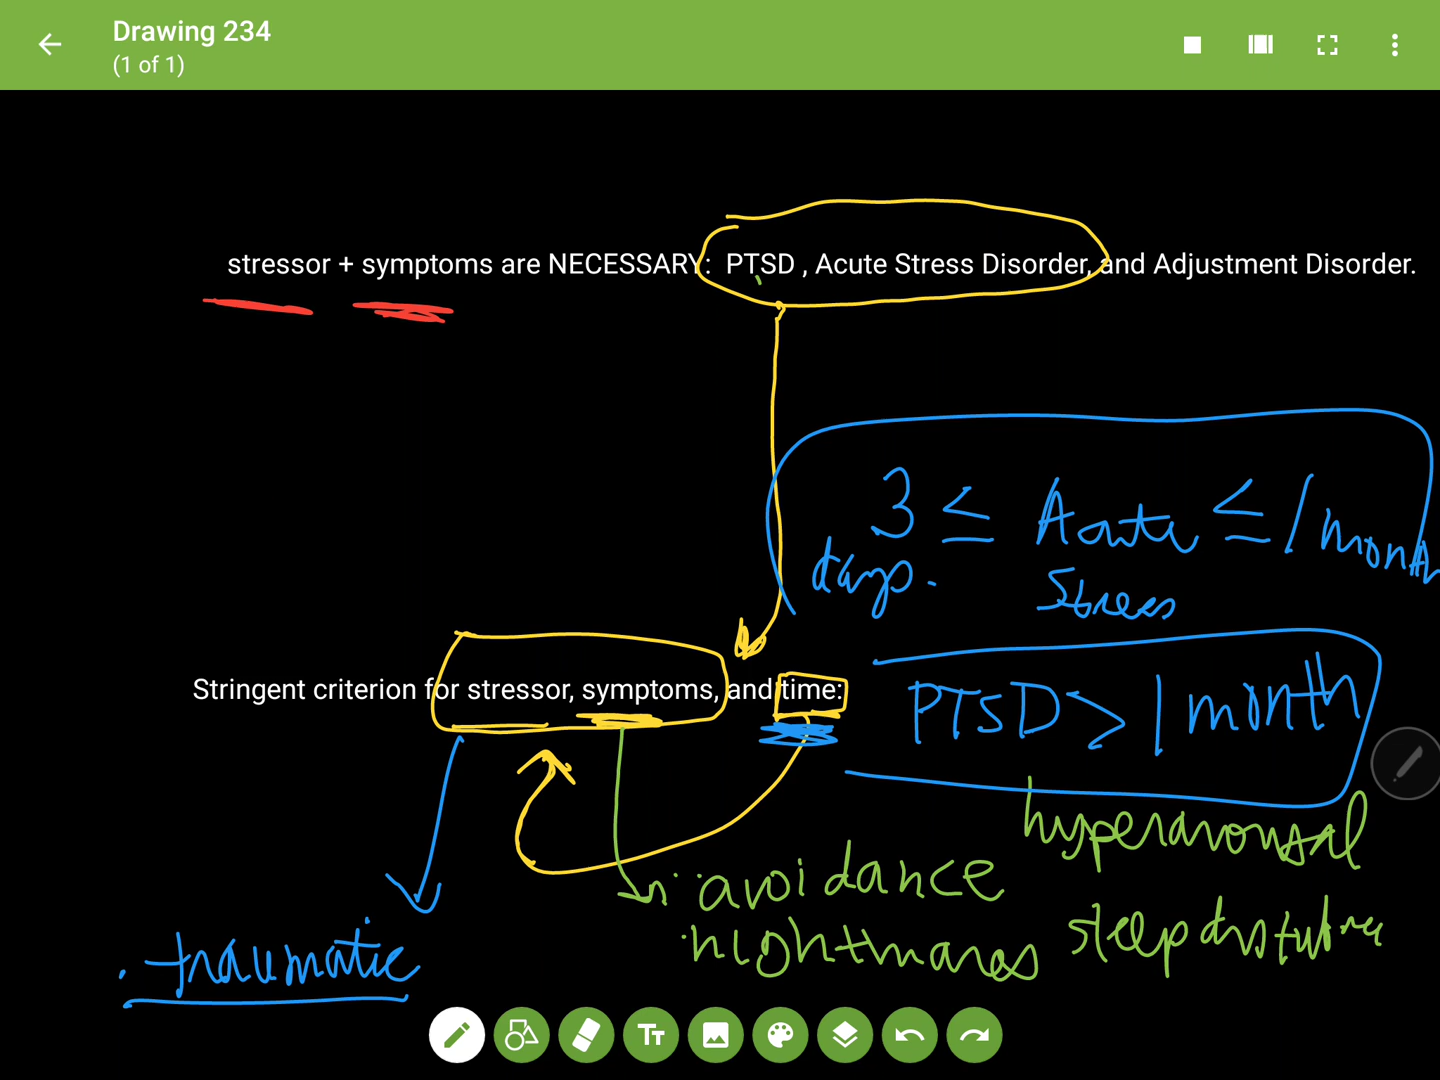 Drawing 234
(1 of 1)
stressor + symptoms are NECESSARY: PTSD , Acute Stress Disorder, and Adjustment Disorder.
3 ≤ Acute ≤ 1 month
days. Stress
Stringent criterion for stressor, symptoms, and time:
PTSD > 1 month
hyperarousal
avoidance
nightmares
sleep
traumatic
Tт